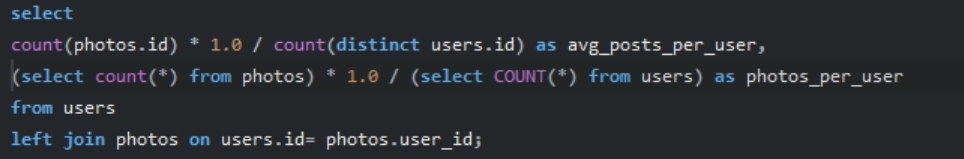 select
count(photos.id) * 1.0 / count(distinct users.id) as avg_posts_per_user,
(select count(*) from photos) * 1.0 / (select COUNT(*) from users) as photos_per_user
from users
left join photos on users.id= photos.user_id;